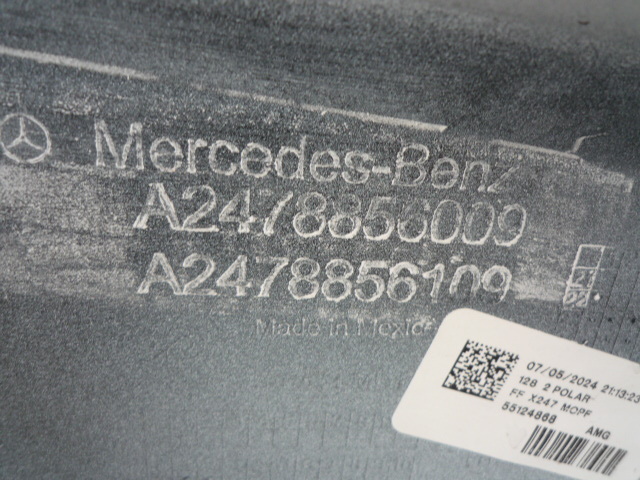 Mercedes-Benz
A2478856009
A2478856109
Made in Mexico
07/05/2024 21:13:23
128 2 POLAR
FF X247 MOPF
55124868 AMG